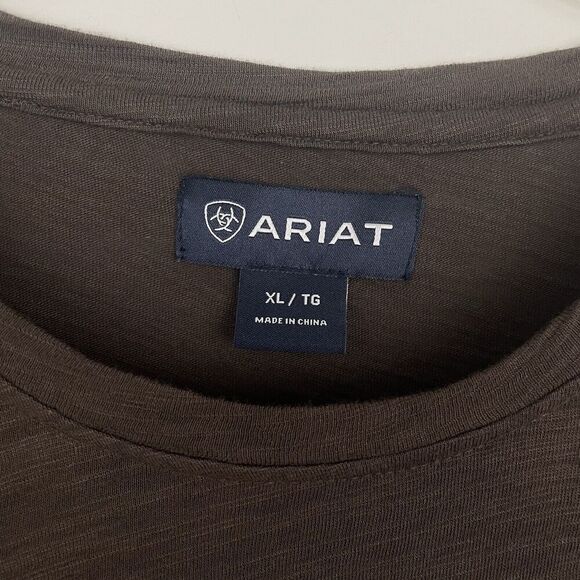 ARIAT
XL / TG
MADE IN CHINA